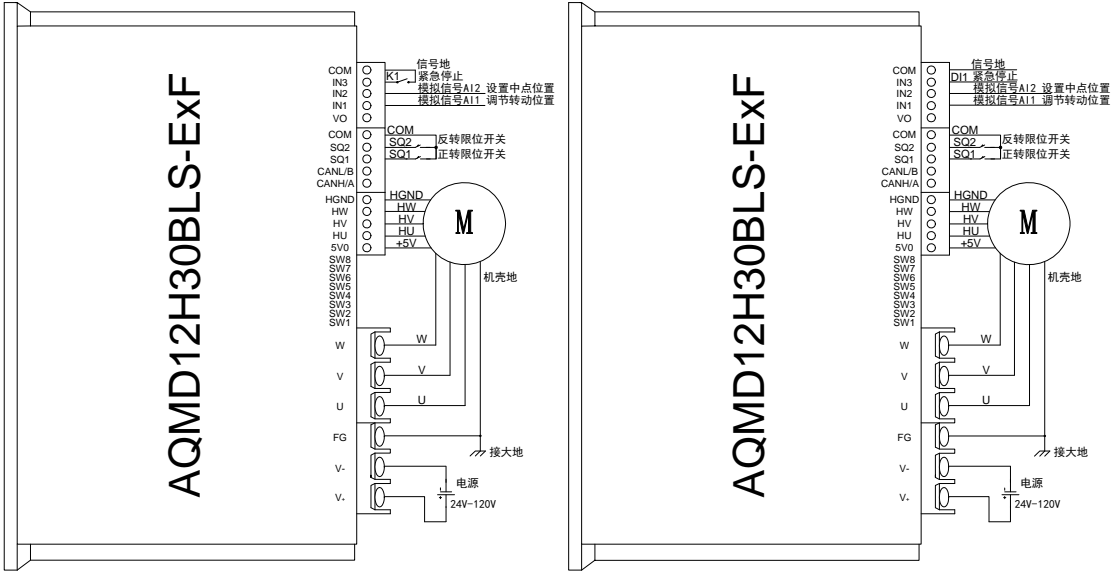 AQMD12H30BLS-ExF
COM 信号地
IN3 K1 紧急停止
IN2 模拟信号AI2 设置中点位置
IN1 模拟信号AI1 调节转动位置
VO
COM COM
SQ2 SQ2 反转限位开关
SQ1 SQ1 正转限位开关
CANL/B
CANH/A
HGND HGND
HW HW
HV HV M
HU HU
5V0 +5V
SW8
SW7 机壳地
SW6
SW5
SW4
SW3
SW2
SW1
W W
V V
U U
FG
接大地
V-
电源
V+ 24V-120V
AQMD12H30BLS-ExF
COM 信号地
IN3 DI1 紧急停止
IN2 模拟信号AI2 设置中点位置
IN1 模拟信号AI1 调节转动位置
VO
COM COM
SQ2 SQ2 反转限位开关
SQ1 SQ1 正转限位开关
CANL/B
CANH/A
HGND HGND
HW HW
HV HV M
HU HU
5V0 +5V
SW8
SW7 机壳地
SW6
SW5
SW4
SW3
SW2
SW1
W W
V V
U U
FG
接大地
V-
电源
V+ 24V-120V